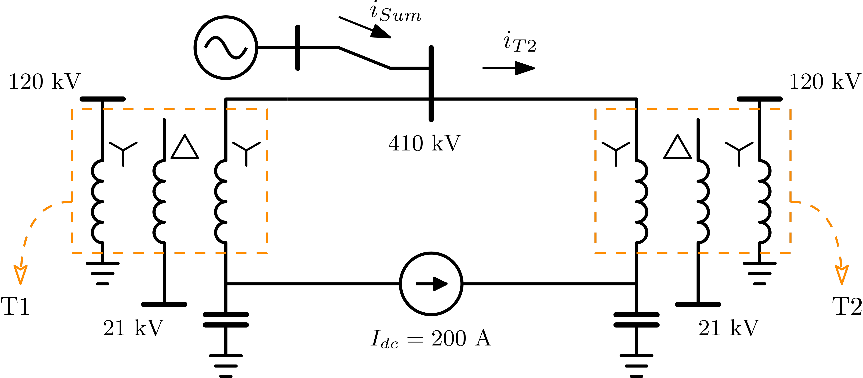 i_Sum
i_T2
120 kV
120 kV
410 kV
T1
T2
21 kV
I_dc = 200 A
21 kV